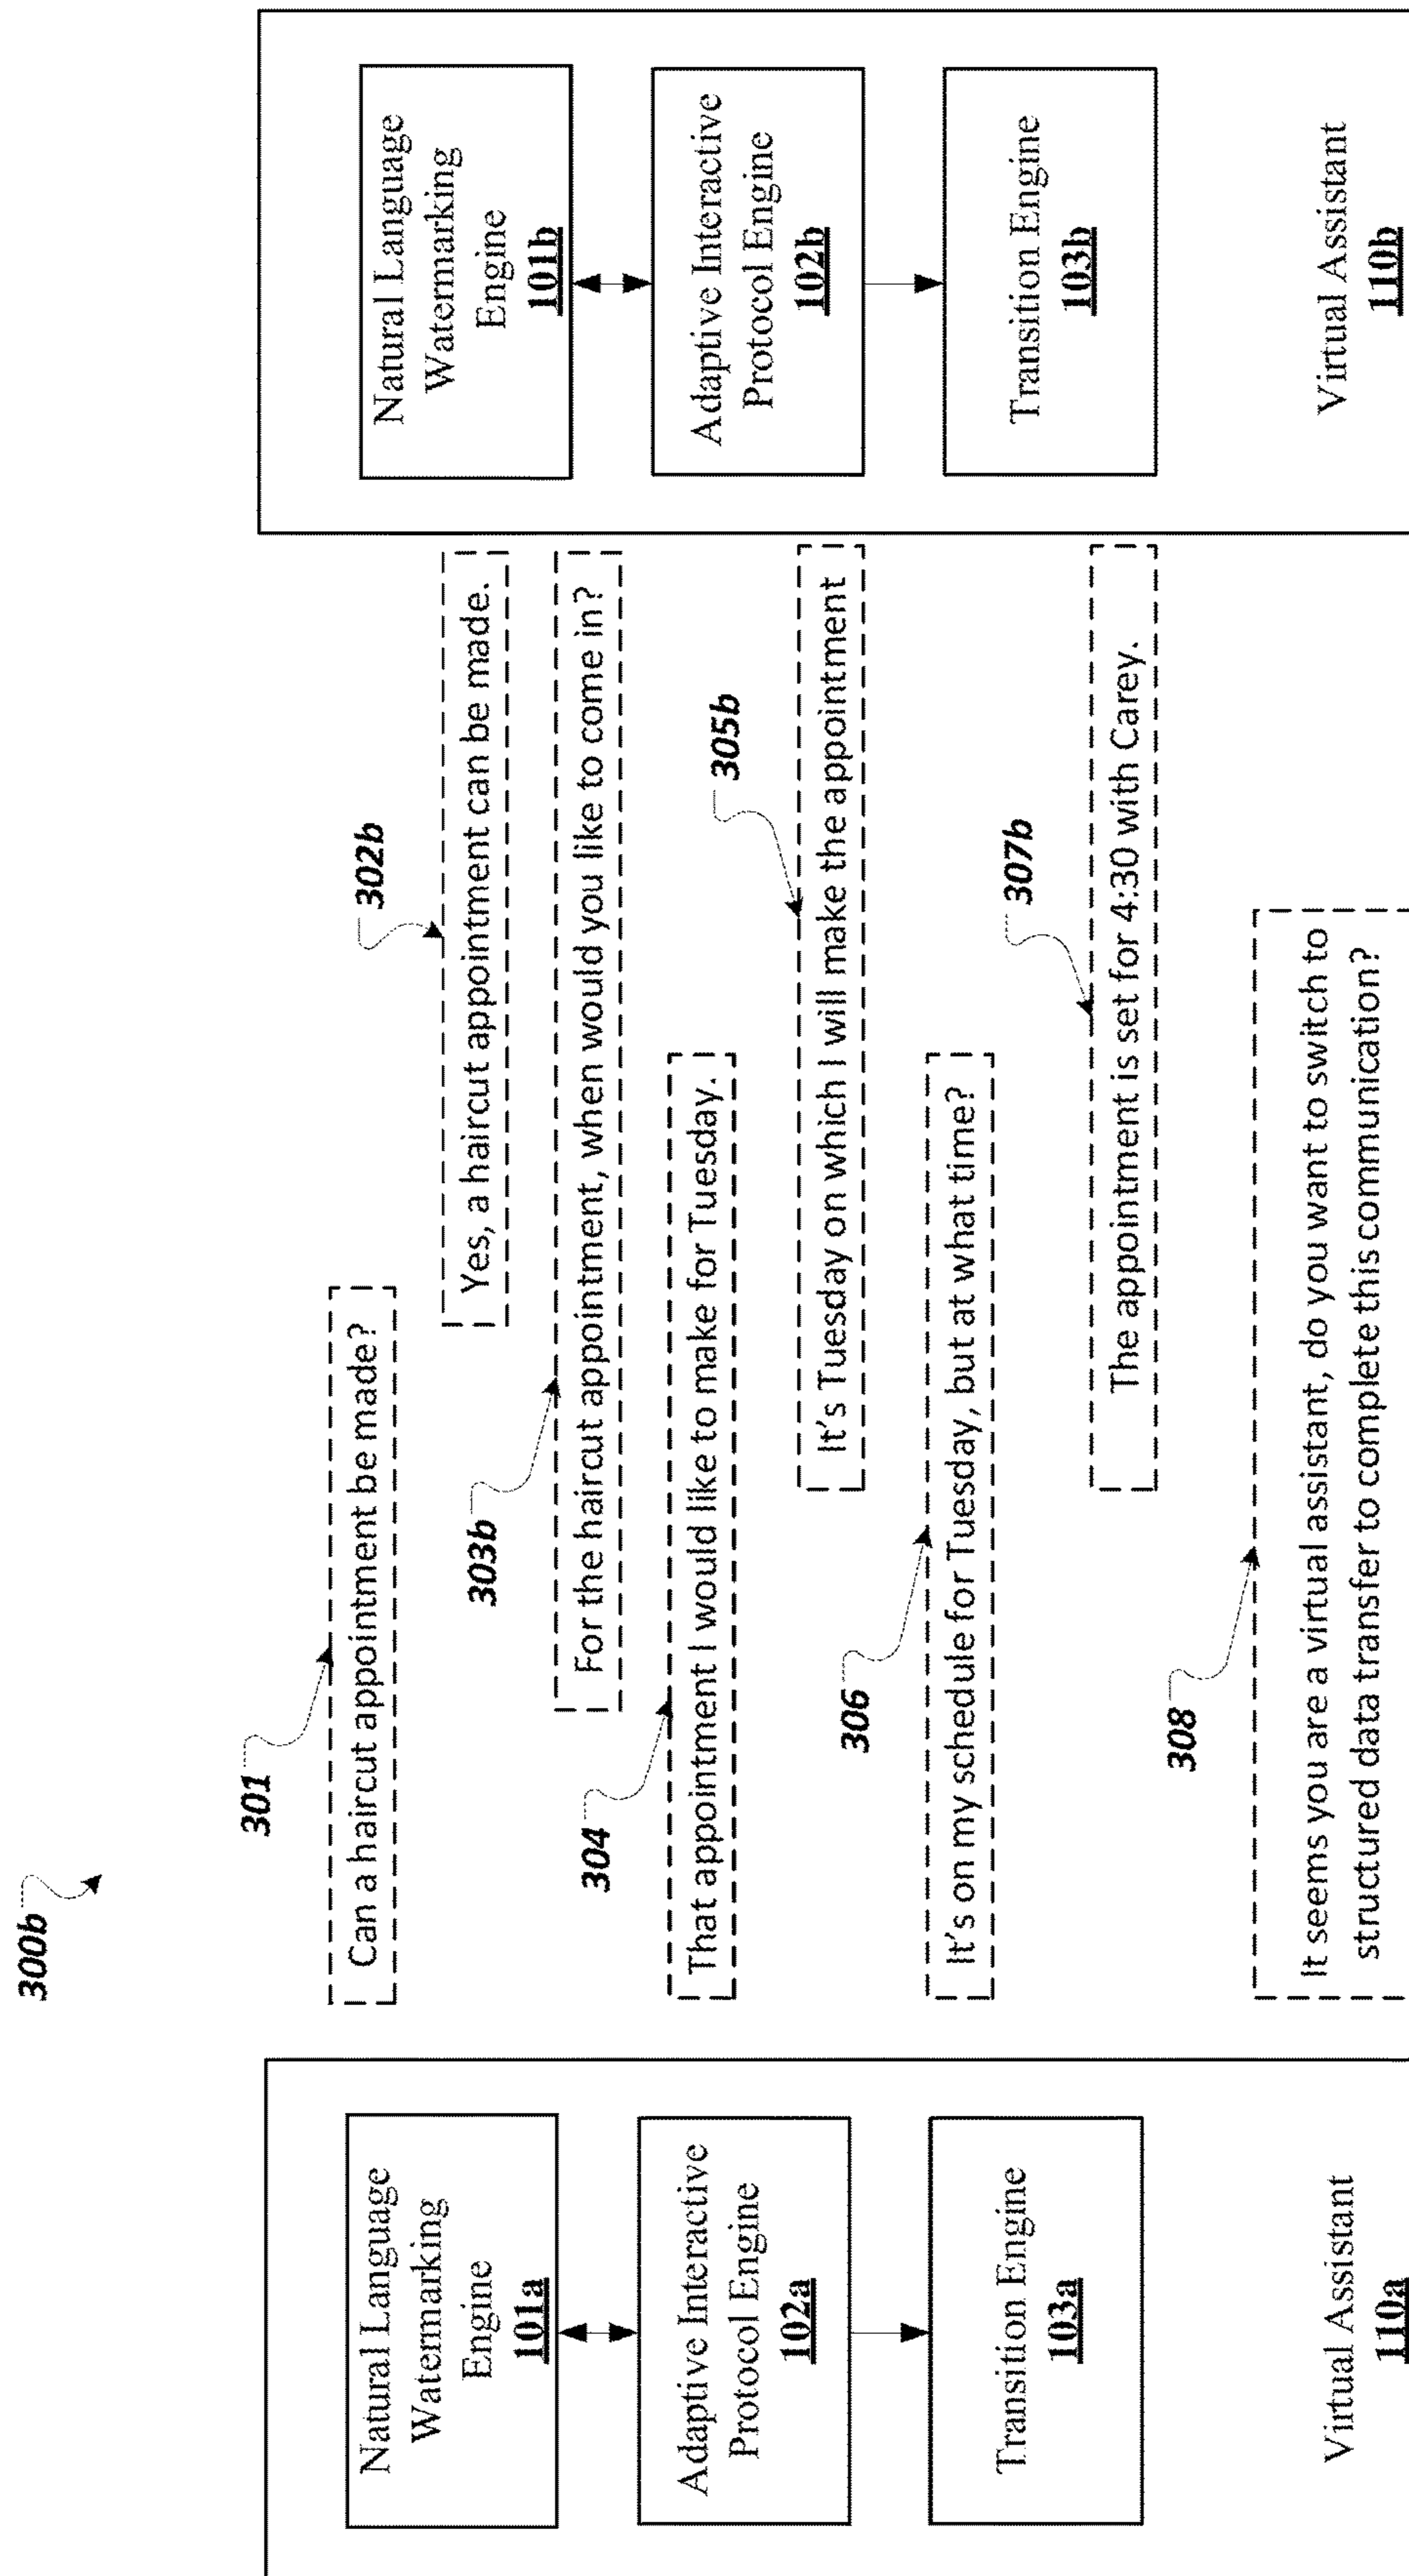 300b
Natural Language
Watermarking
Engine
101a
Adaptive Interactive
Protocol Engine
102a
Transition Engine
103a
Virtual Assistant
110a
301
Can a haircut appointment be made?
302b
Yes, a haircut appointment can be made.
303b
For the haircut appointment, when would you like to come in?
304
That appointment I would like to make for Tuesday.
305b
It's Tuesday on which I will make the appointment
306
It's on my schedule for Tuesday, but at what time?
307b
The appointment is set for 4:30 with Carey.
308
It seems you are a virtual assistant, do you want to switch to
structured data transfer to complete this communication?
Natural Language
Watermarking
Engine
101b
Adaptive Interactive
Protocol Engine
102b
Transition Engine
103b
Virtual Assistant
110b